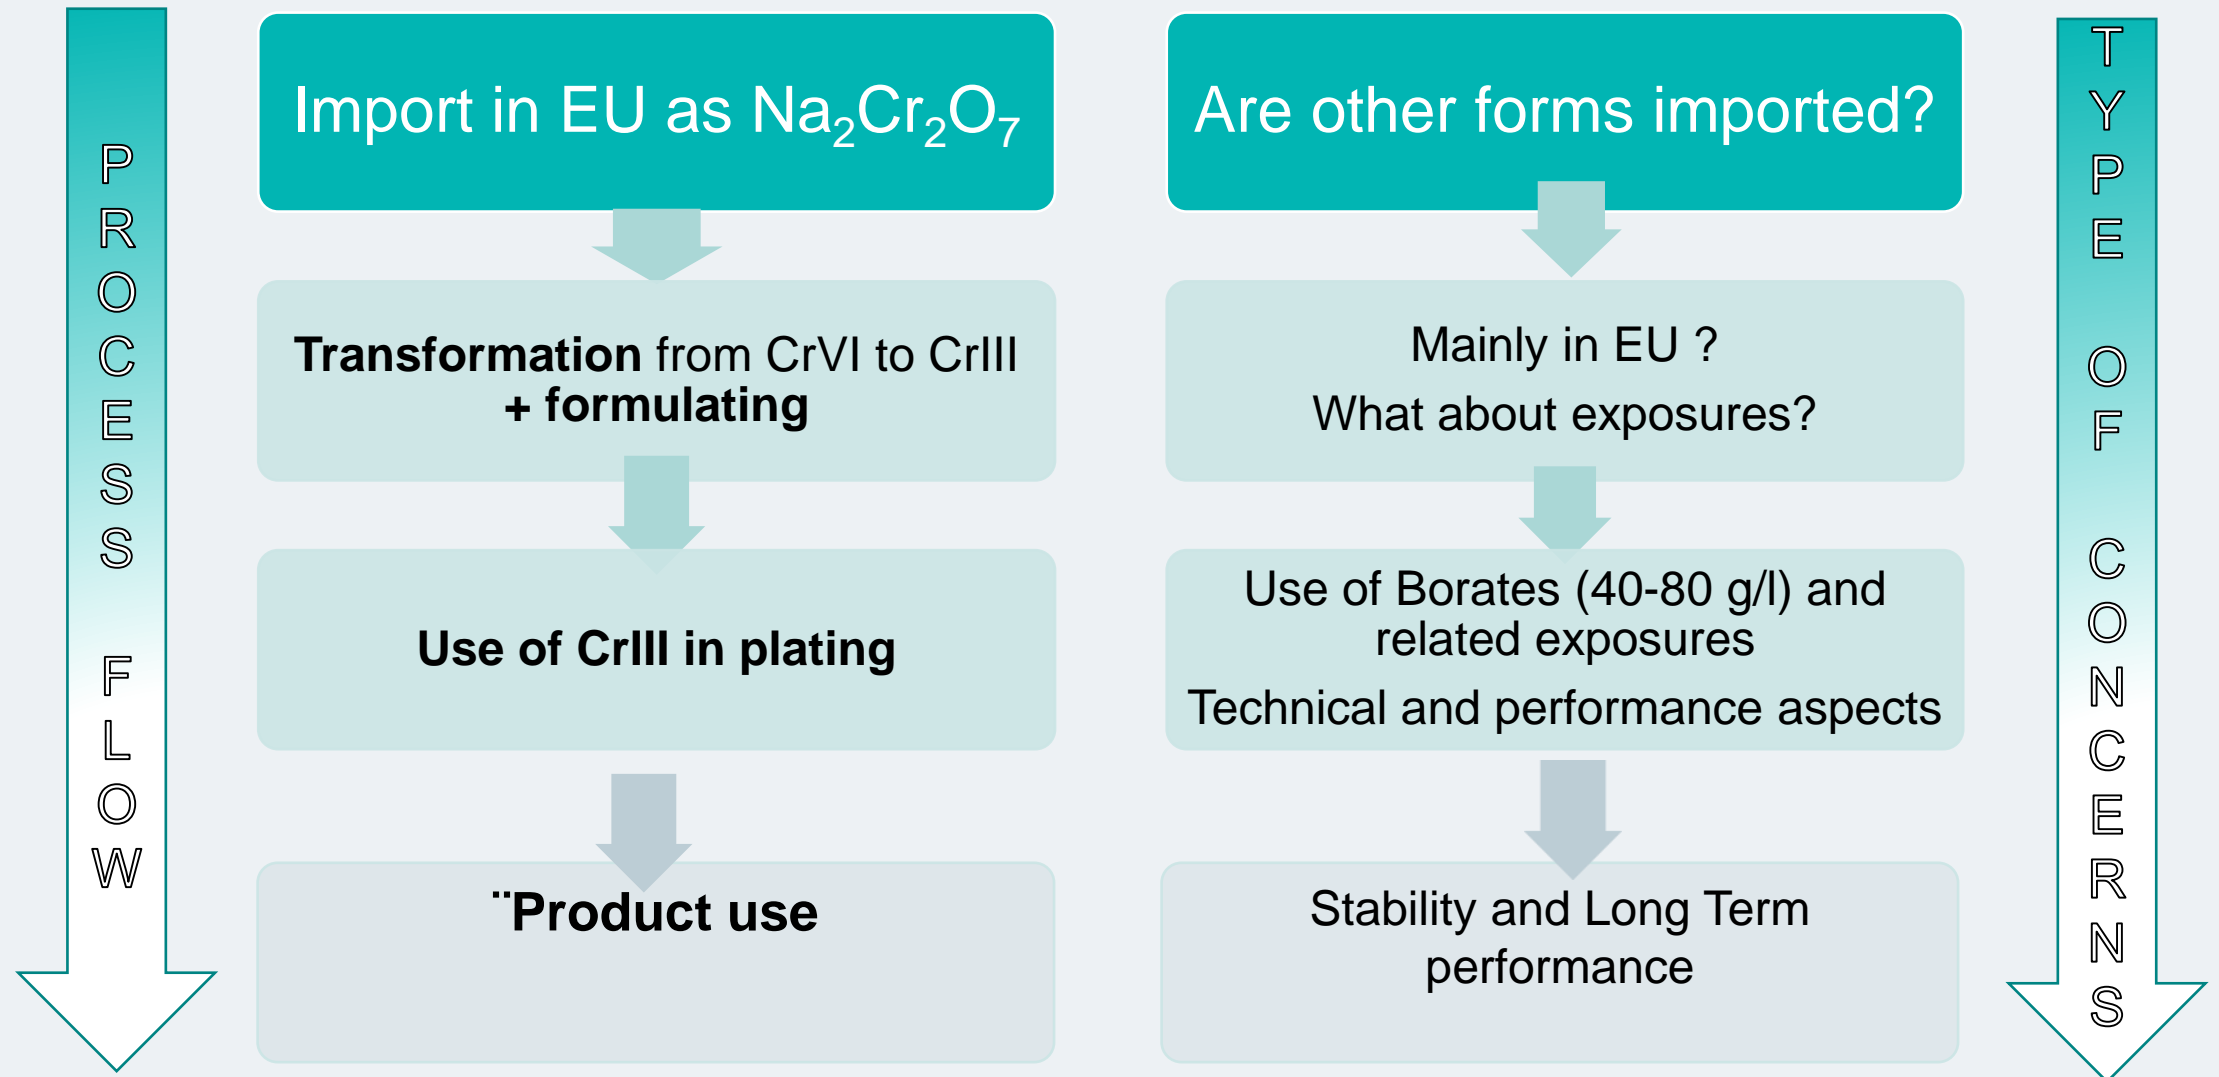 PROCESS FLOW
Import in EU as Na₂Cr₂O₇
Transformation from CrVI to CrIII
+ formulating
Use of CrIII in plating
¨Product use
Are other forms imported?
Mainly in EU ?
What about exposures?
Use of Borates (40-80 g/l) and
related exposures
Technical and performance aspects
Stability and Long Term
performance
TYPE OF CONCERNS